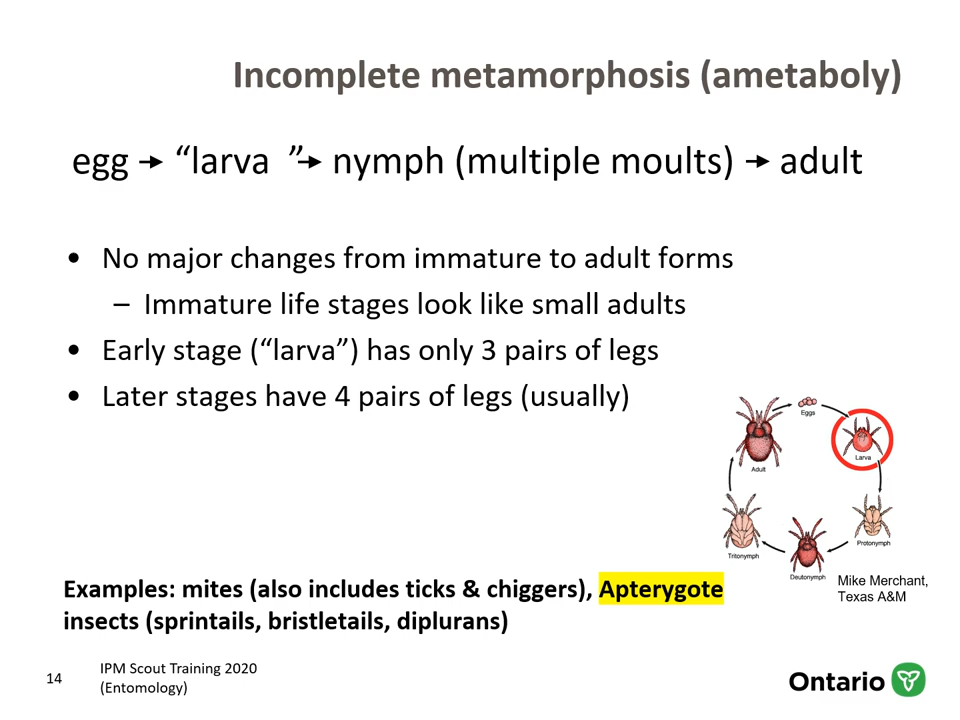 Incomplete metamorphosis (ametaboly)
egg → “larva ”→ nymph (multiple moults) → adult
• No major changes from immature to adult forms
– Immature life stages look like small adults
• Early stage (“larva”) has only 3 pairs of legs
• Later stages have 4 pairs of legs (usually)
Eggs
Larva
Adult
Protonymph
Tritonymph
Deutonymph
Mike Merchant,
Texas A&M
Examples: mites (also includes ticks & chiggers), Apterygote
insects (sprintails, bristletails, diplurans)
14
IPM Scout Training 2020
(Entomology)
Ontario